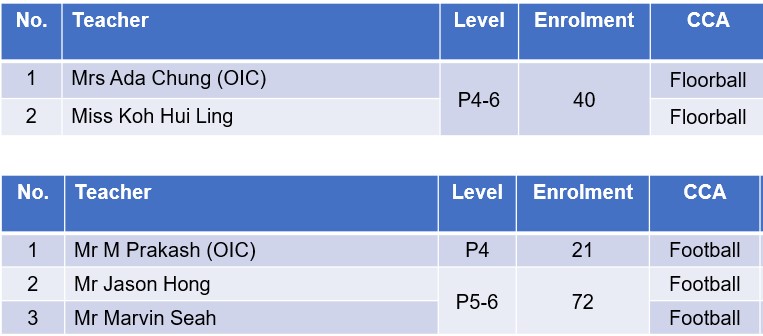 No. Teacher Level Enrolment CCA
1 Mrs Ada Chung (OIC) P4-6 40 Floorball
2 Miss Koh Hui Ling Floorball
No. Teacher Level Enrolment CCA
1 Mr M Prakash (OIC) P4 21 Football
2 Mr Jason Hong P5-6 72 Football
3 Mr Marvin Seah Football